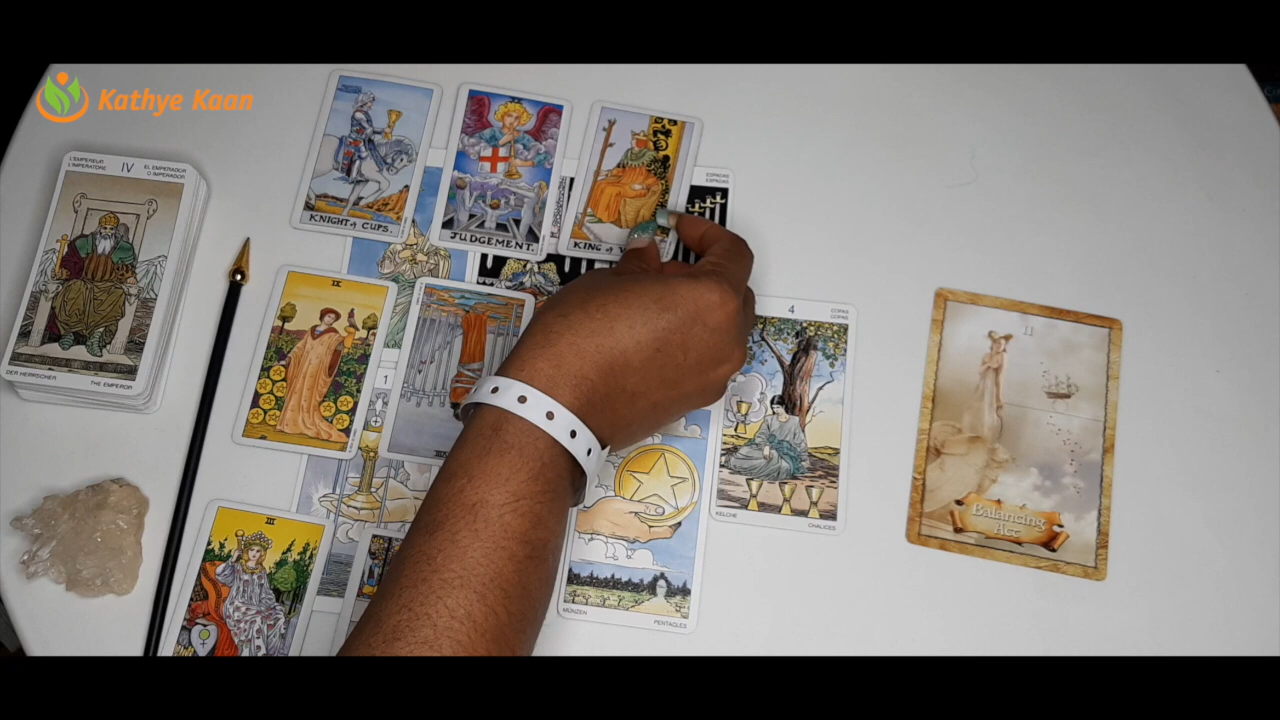 Kathye Kaan
L'EMPEREUR
L'IMPERATORE
IV
EL EMPERADOR
O IMPERADOR
DER HERRSCHER
THE EMPEROR
KNIGHT of CUPS.
JUDGEMENT.
KING of
ESPADAS
ESPADAS
IX
1
4
COPAS
COPAS
KELCHE
CHALICES
MÜNZEN
PENTACLES
III
II
Balancing
Act